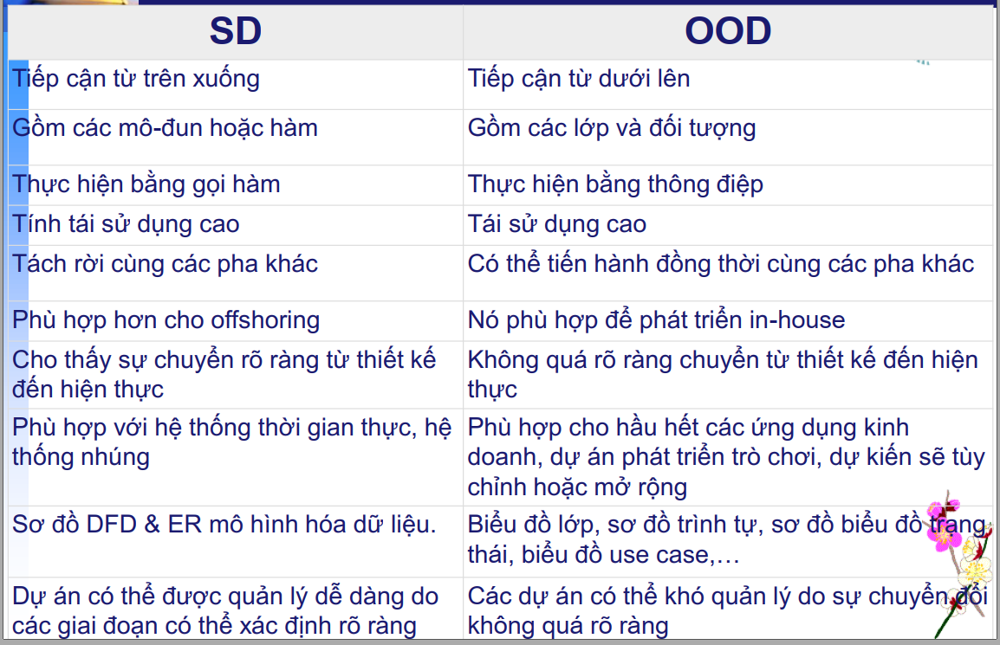 SD
OOD
Tiếp cận từ trên xuống
Tiếp cận từ dưới lên
Gồm các mô-đun hoặc hàm
Gồm các lớp và đối tượng
Thực hiện bằng gọi hàm
Thực hiện bằng thông điệp
Tính tái sử dụng cao
Tái sử dụng cao
Tách rời cùng các pha khác
Có thể tiến hành đồng thời cùng các pha khác
Phù hợp hơn cho offshoring
Nó phù hợp để phát triển in-house
Cho thấy sự chuyển rõ ràng từ thiết kế
đến hiện thực
Không quá rõ ràng chuyển từ thiết kế đến hiện
thực
Phù hợp với hệ thống thời gian thực, hệ
thống nhúng
Phù hợp cho hầu hết các ứng dụng kinh
doanh, dự án phát triển trò chơi, dự kiến sẽ tùy
chỉnh hoặc mở rộng
Sơ đồ DFD & ER mô hình hóa dữ liệu.
Biểu đồ lớp, sơ đồ trình tự, sơ đồ biểu đồ trạng
thái, biểu đồ use case,…
Dự án có thể được quản lý dễ dàng do
các giai đoạn có thể xác định rõ ràng
Các dự án có thể khó quản lý do sự chuyển đổi
không quá rõ ràng